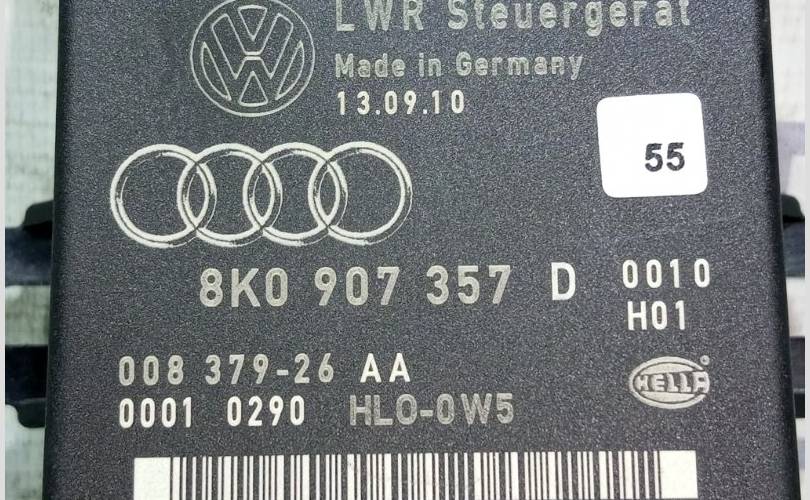 LWR Steuergerät
Made in Germany
13.09.10
55
8K0 907 357 D 0010
H01
008 379-26 AA
0001 0290 HLO-0W5
HELLA